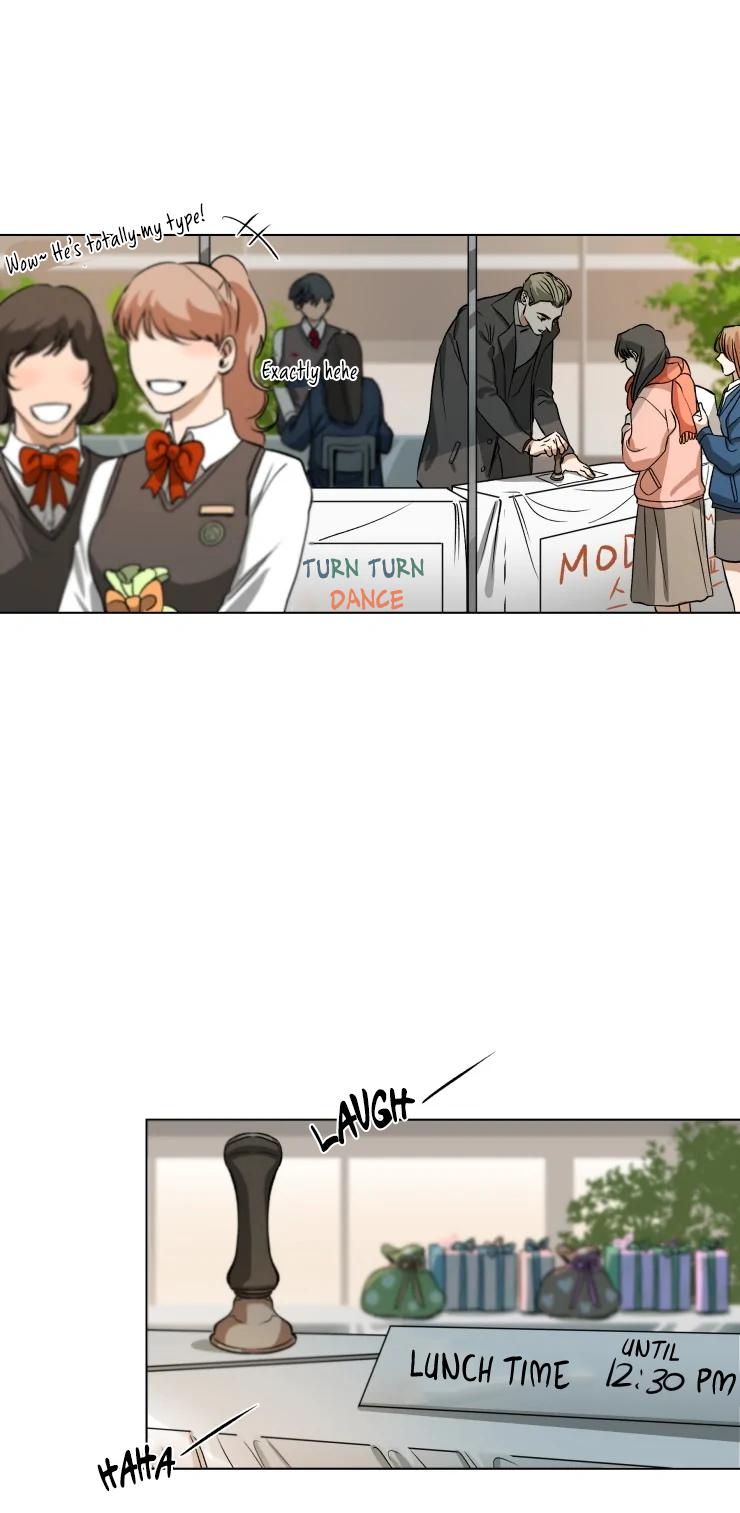 Wow~ He's totally my type!
Exactly hehe
TURN TURN
DANCE
MOD
LAUGH
LUNCH TIME UNTIL 12:30 PM
HAHA